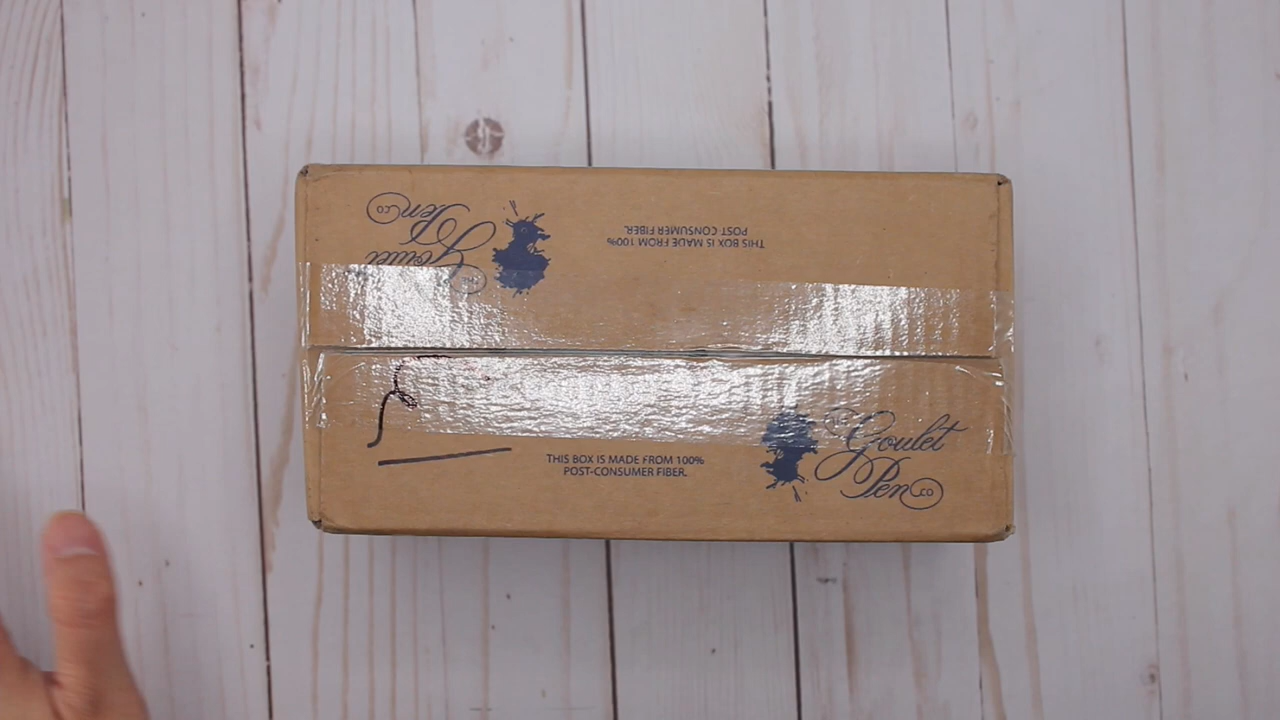 THIS BOX IS MADE FROM 100%
POST CONSUMER FIBER.
Goulet
Pen CO
THIS BOX IS MADE FROM 100%
POST-CONSUMER FIBER.
THE
Goulet
Pen CO